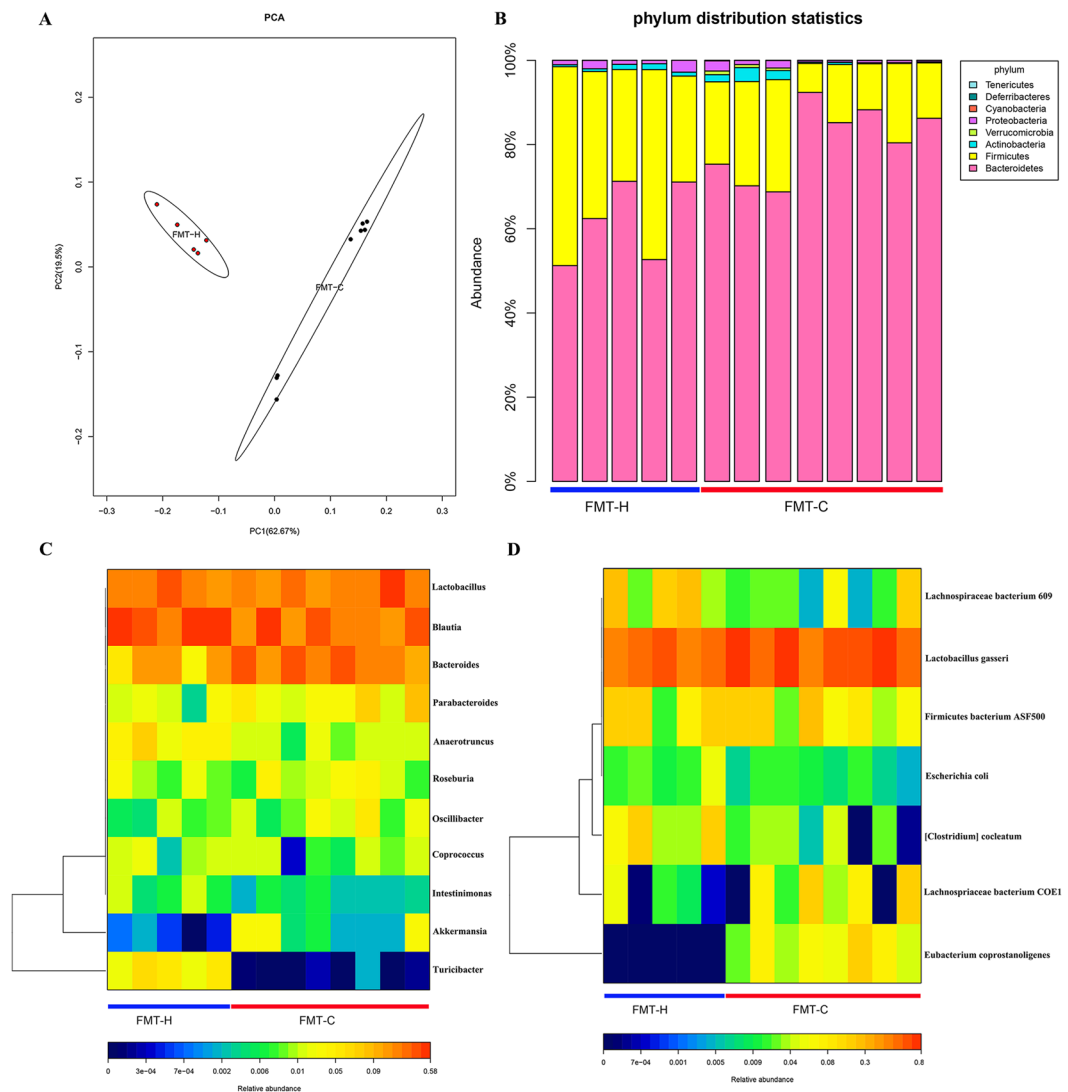 A
PCA
0.2
0.1
0.0
−0.1
−0.2
PC2(19.5%)
FMT−H
FMT−C
−0.3
−0.2
−0.1
0.0
0.1
0.2
0.3
PC1(62.67%)
B
phylum distribution statistics
100%
80%
60%
40%
20%
0%
Abundance
FMT-H
FMT-C
phylum
Tenericutes
Deferribacteres
Cyanobacteria
Proteobacteria
Verrucomicrobia
Actinobacteria
Firmicutes
Bacteroidetes
C
Lactobacillus
Blautia
Bacteroides
Parabacteroides
Anaerotruncus
Roseburia
Oscillibacter
Coprococcus
Intestinimonas
Akkermansia
Turicibacter
FMT-H
FMT-C
0
3e−04
7e−04
0.002
0.006
0.01
0.05
0.09
0.58
Relative abundance
D
Lachnospiraceae bacterium 609
Lactobacillus gasseri
Firmicutes bacterium ASF500
Escherichia coli
[Clostridium] cocleatum
Lachnospriaceae bacterium COE1
Eubacterium coprostanoligenes
FMT-H
FMT-C
0
7e−04
0.001
0.005
0.009
0.04
0.08
0.3
0.8
Relative abundance